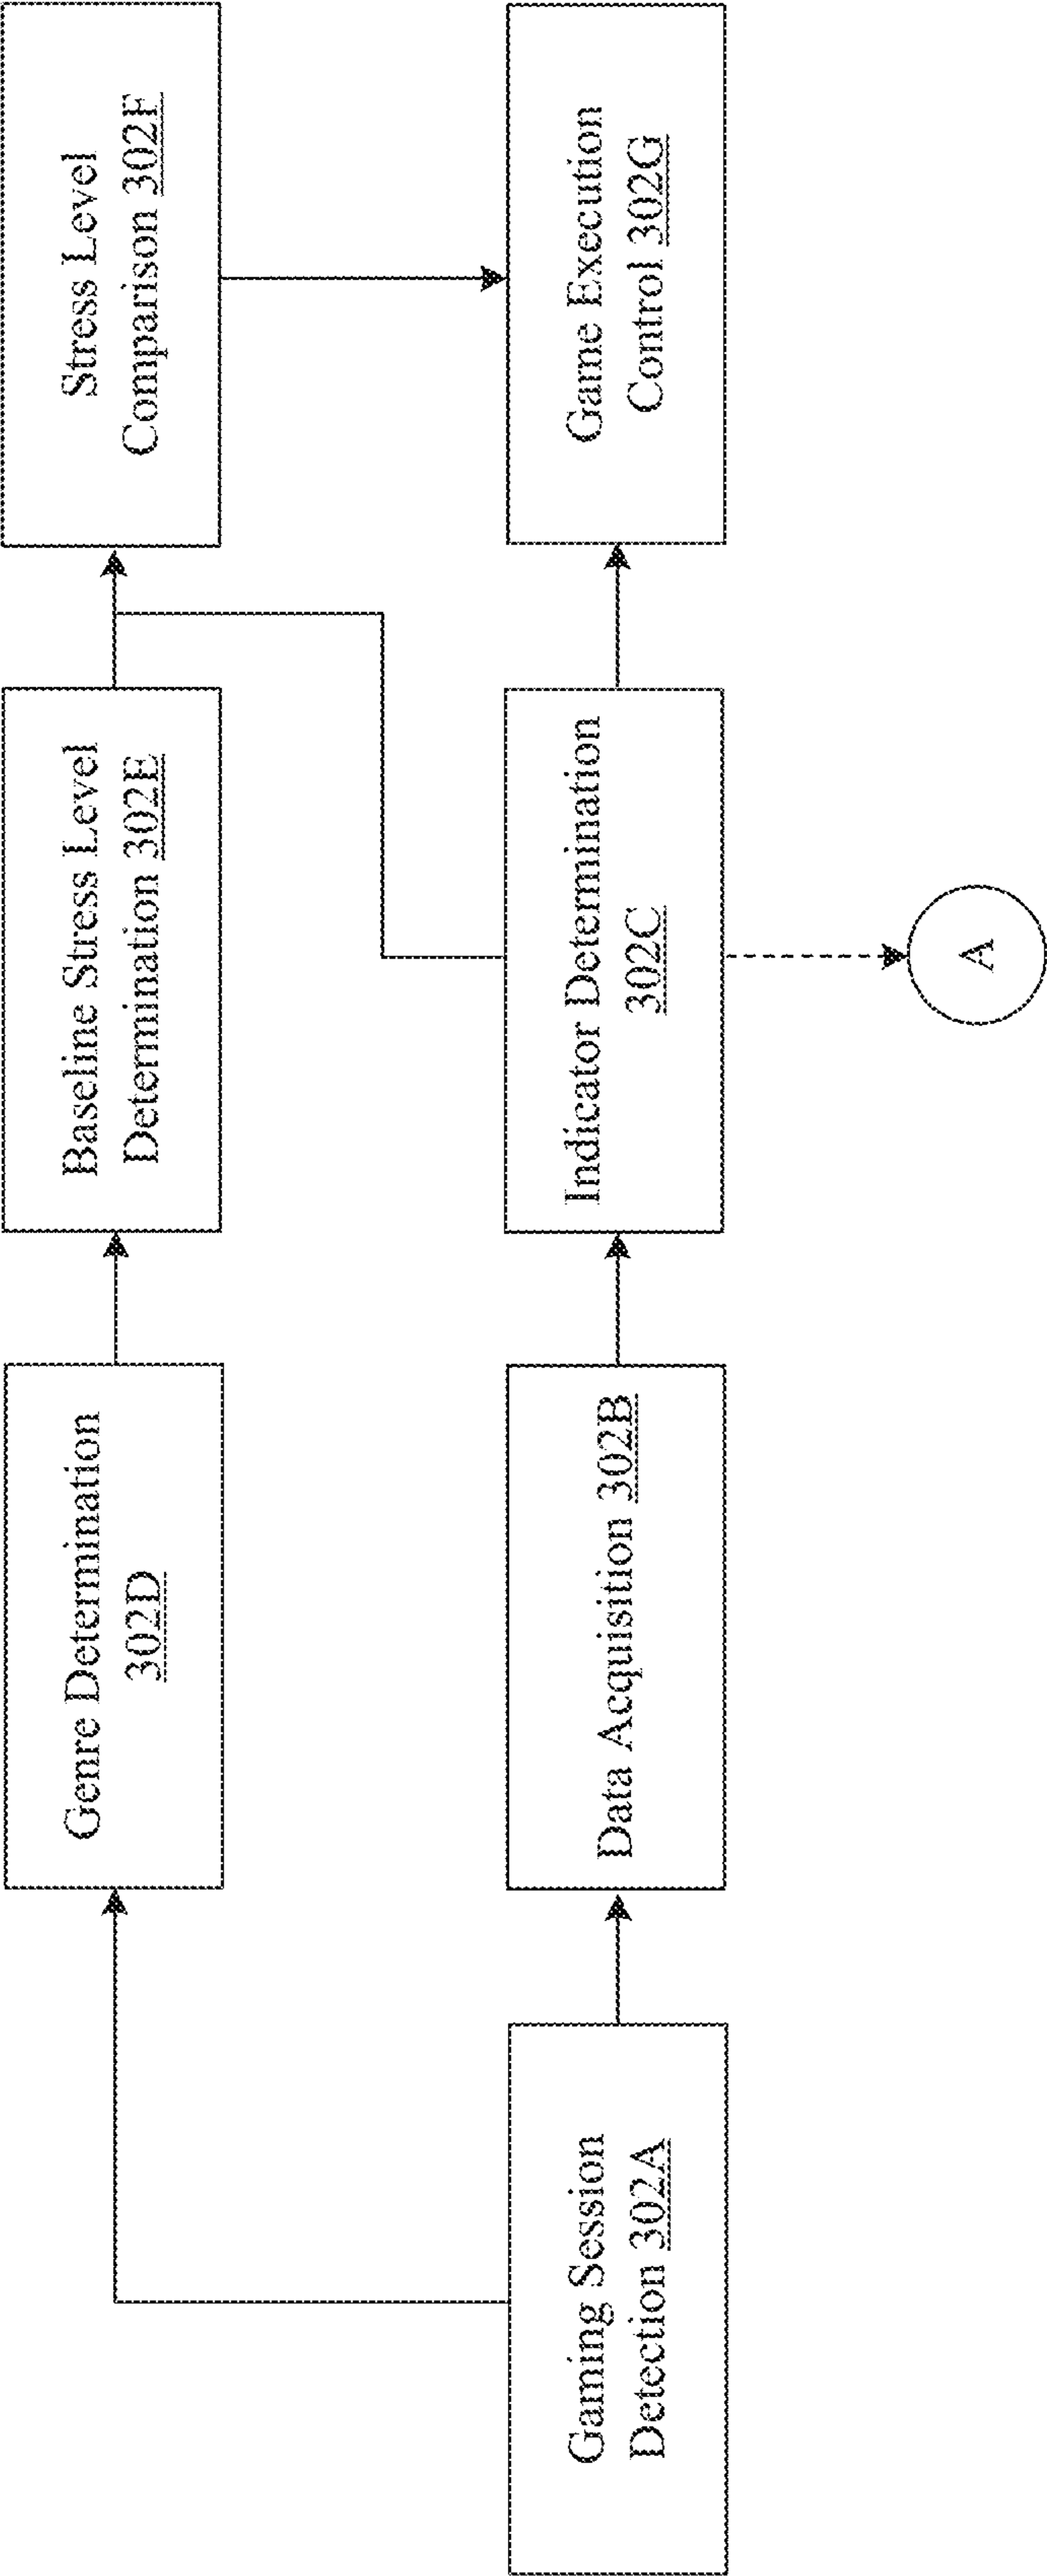 Gaming Session
Detection 302A
Data Acquisition 302B
Indicator Determination
302C
Game Execution
Control 302G
Genre Determination
302D
Baseline Stress Level
Determination 302E
Stress Level
Comparison 302F
A